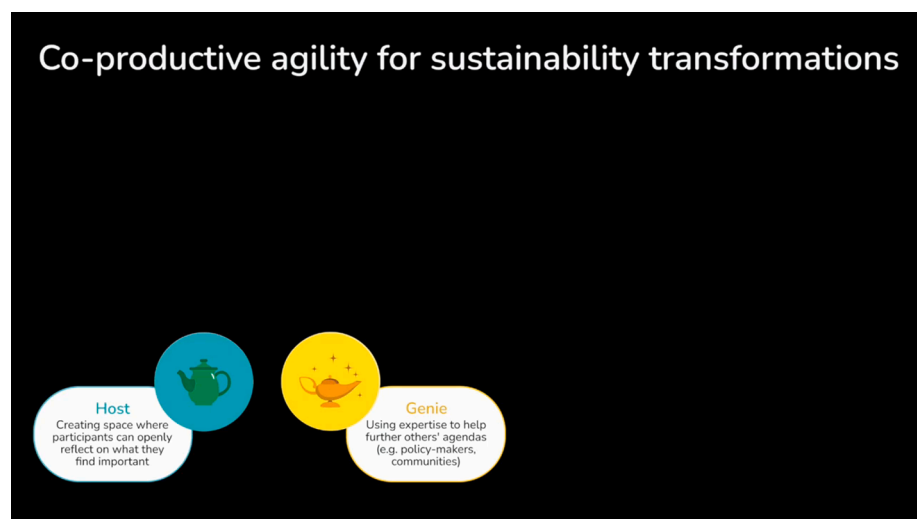 Co-productive agility for sustainability transformations
Host
Creating space where
participants can openly
reflect on what they
find important
Genie
Using expertise to help
further others' agendas
(e.g. policy-makers,
communities)